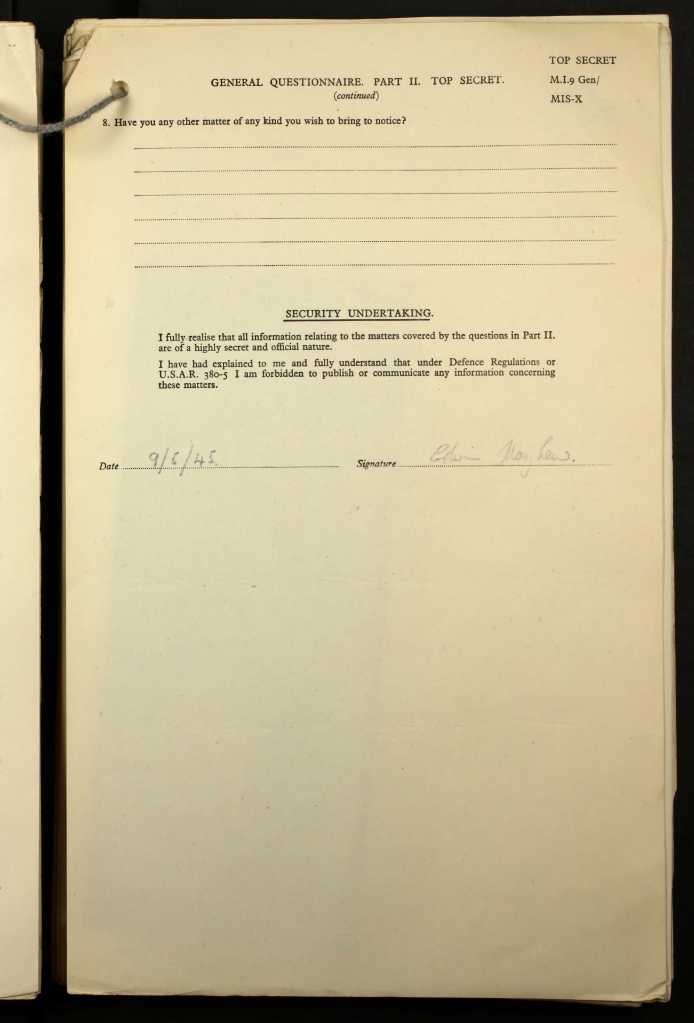 TOP SECRET
GENERAL QUESTIONNAIRE. PART II. TOP SECRET.
M.I.9 Gen/
(continued)
MIS-X
8. Have you any other matter of any kind you wish to bring to notice?
SECURITY UNDERTAKING.
I fully realise that all information relating to the matters covered by the questions in Part II.
are of a highly secret and official nature.
I have had explained to me and fully understand that under Defence Regulations or
U.S.A.R. 380-5 I am forbidden to publish or communicate any information concerning
these matters.
Date 9/5/45. Signature Edwin Mayhew.